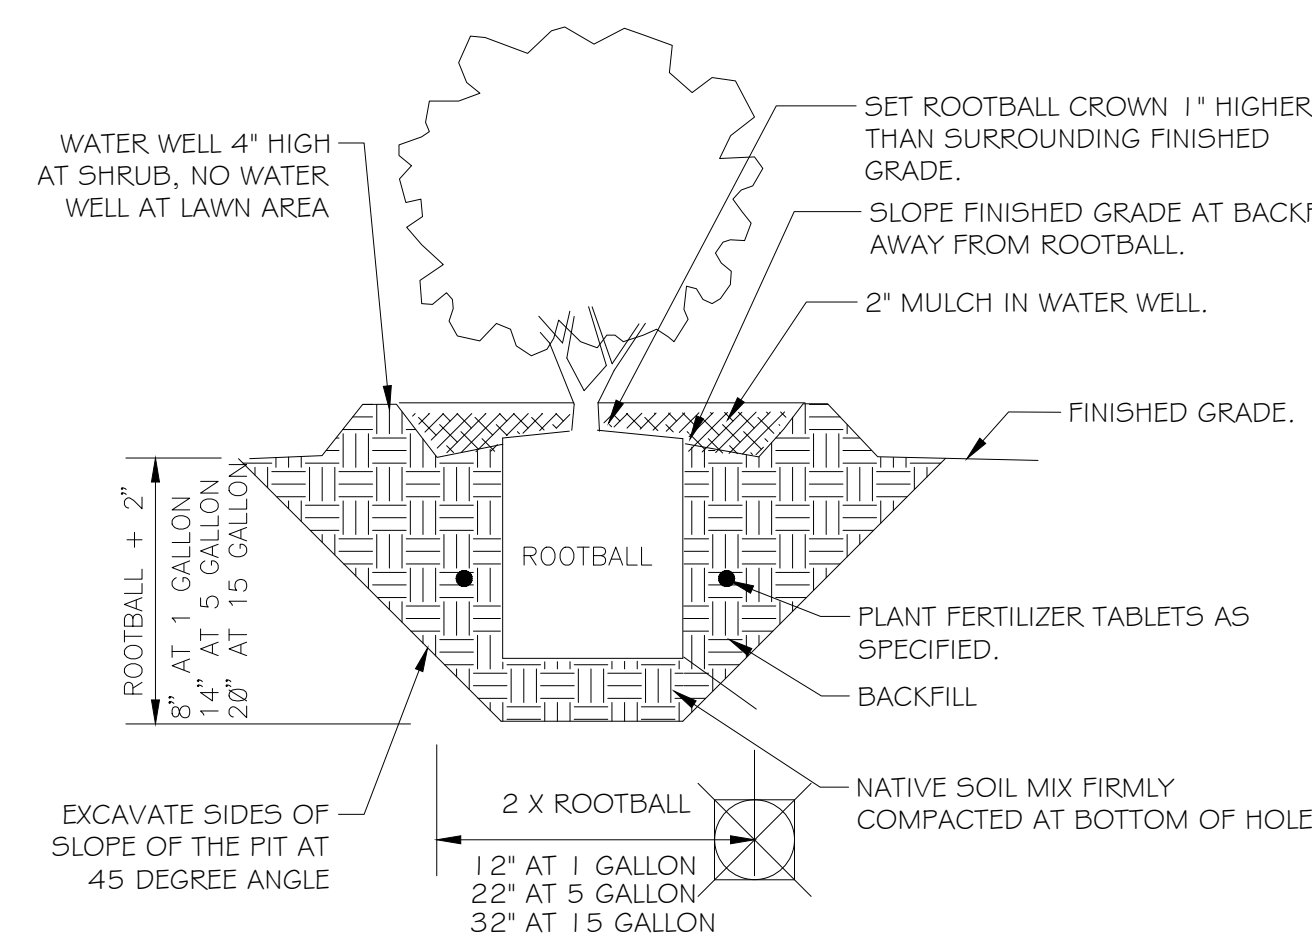 WATER WELL 4" HIGH
AT SHRUB, NO WATER
WELL AT LAWN AREA
SET ROOTBALL CROWN 1" HIGHER
THAN SURROUNDING FINISHED
GRADE.
SLOPE FINISHED GRADE AT
AWAY FROM ROOTBALL.
2" MULCH IN WATER WELL.
FINISHED GRADE.
ROOTBALL + 2"
8" AT 1 GALLON
14" AT 5 GALLON
20" AT 15 GALLON
ROOTBALL
PLANT FERTILIZER TABLETS AS
SPECIFIED.
BACKFILL
NATIVE SOIL MIX FIRMLY
COMPACTED AT BOTTOM OF HOLE
EXCAVATE SIDES OF
SLOPE OF THE PIT AT
45 DEGREE ANGLE
2 X ROOTBALL
12" AT 1 GALLON
22" AT 5 GALLON
32" AT 15 GALLON